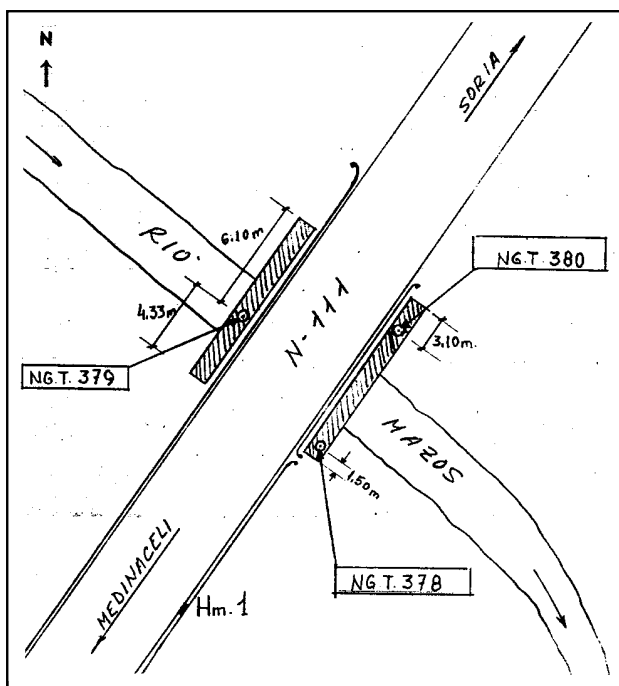 N
SORIA
RIO
6.10m
NG.T. 380
4.33m
N-111
3.10m.
NG.T. 379
MAZOS
1.50m
MEDINACELI
NG.T. 378
Hm. 1